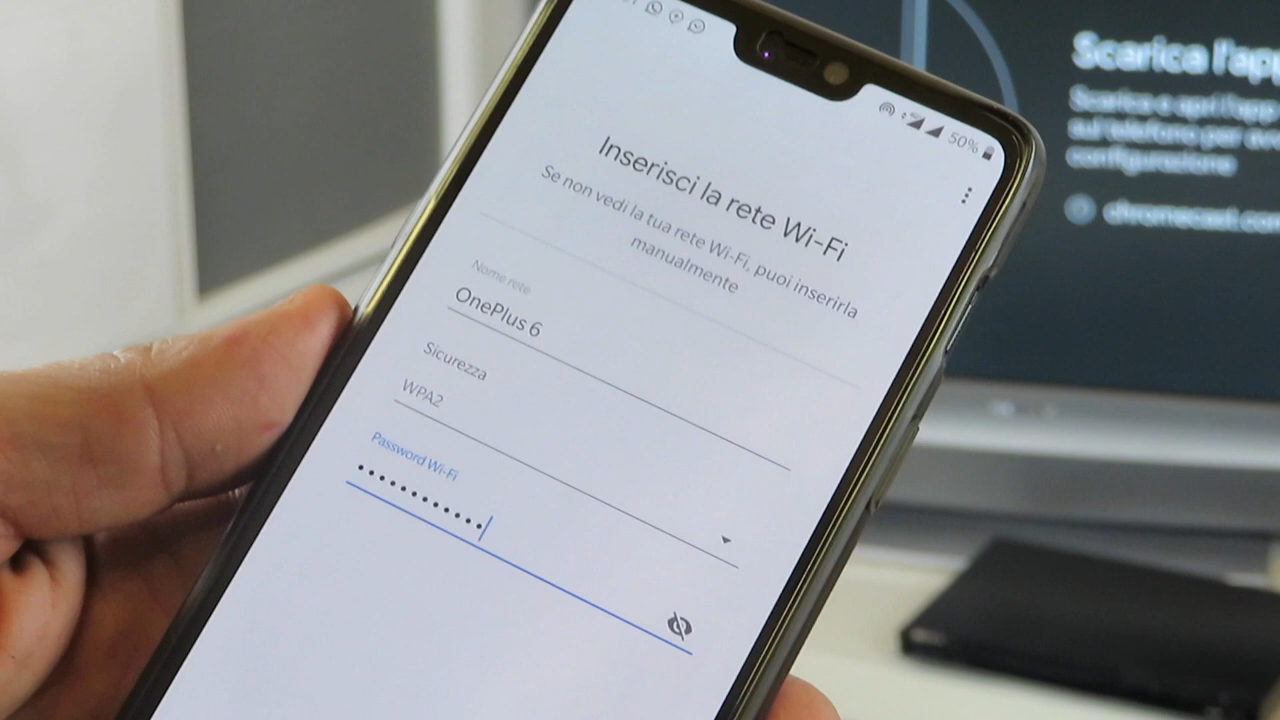 50%
Inserisci la rete Wi-Fi
Se non vedi la tua rete Wi-Fi, puoi inserirla
manualmente
Nome rete
OnePlus 6
Sicurezza
WPA2
Password Wi-Fi
••••••••••••
Scarica l'app
Scarica e apri l'app
sul telefono per
configurazione
chromecast.com